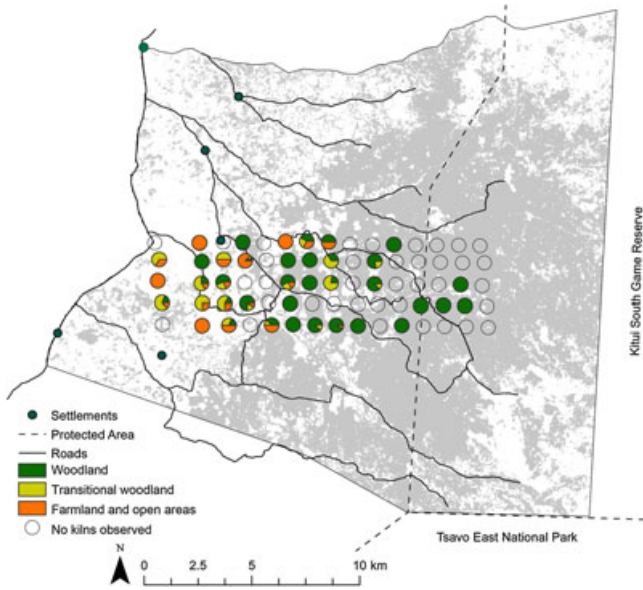 Kitui South Game Reserve
Settlements
Protected Area
Roads
Woodland
Transitional woodland
Farmland and open areas
No kilns observed
Tsavo East National Park
N
0 2.5 5 10 km